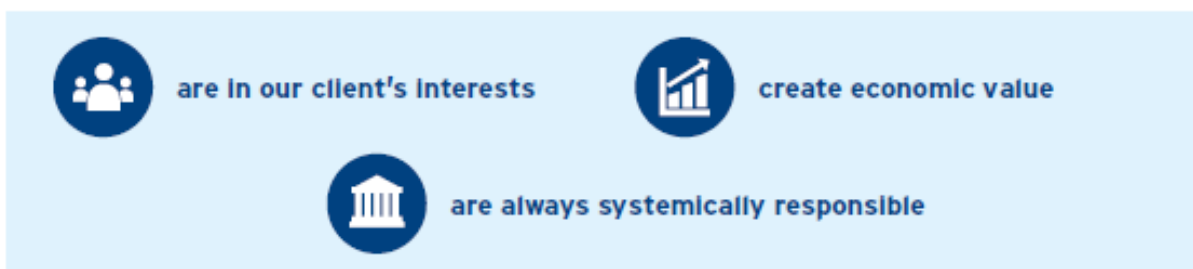 are in our client's interests
create economic value
are always systemically responsible